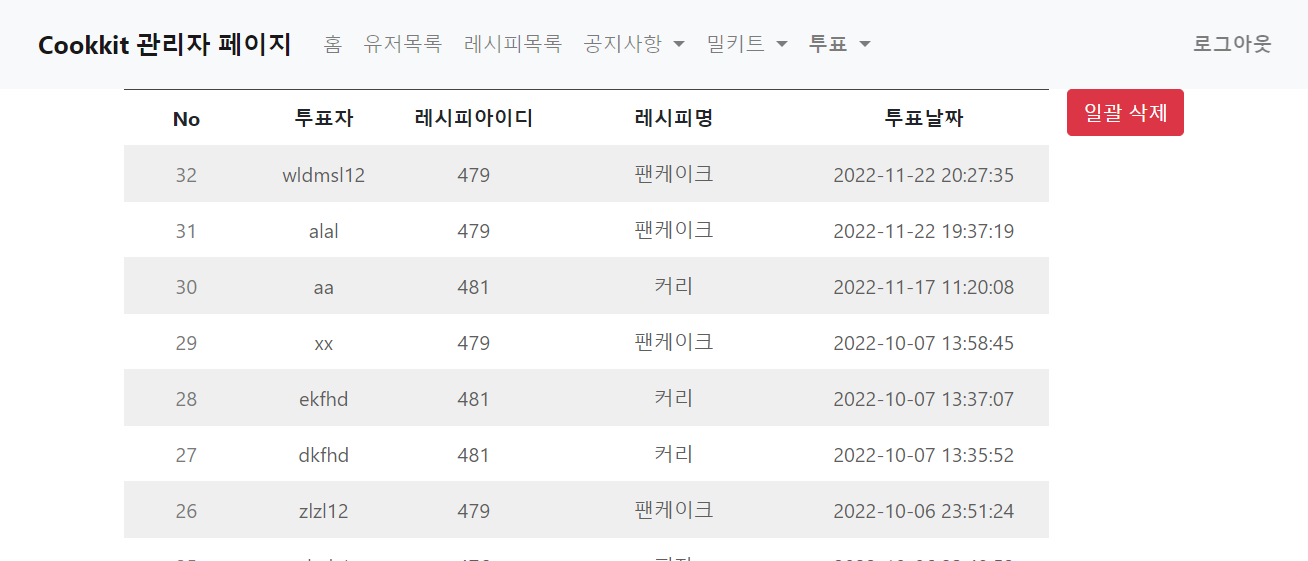 Cookkit 관리자 페이지 홈 유저목록 레시피목록 공지사항 밀키트 투표 로그아웃
No 투표자 레시피아이디 레시피명 투표날짜 일괄 삭제
32 wldmsl12 479 팬케이크 2022-11-22 20:27:35
31 alal 479 팬케이크 2022-11-22 19:37:19
30 aa 481 커리 2022-11-17 11:20:08
29 xx 479 팬케이크 2022-10-07 13:58:45
28 ekfhd 481 커리 2022-10-07 13:37:07
27 dkfhd 481 커리 2022-10-07 13:35:52
26 zlzl12 479 팬케이크 2022-10-06 23:51:24